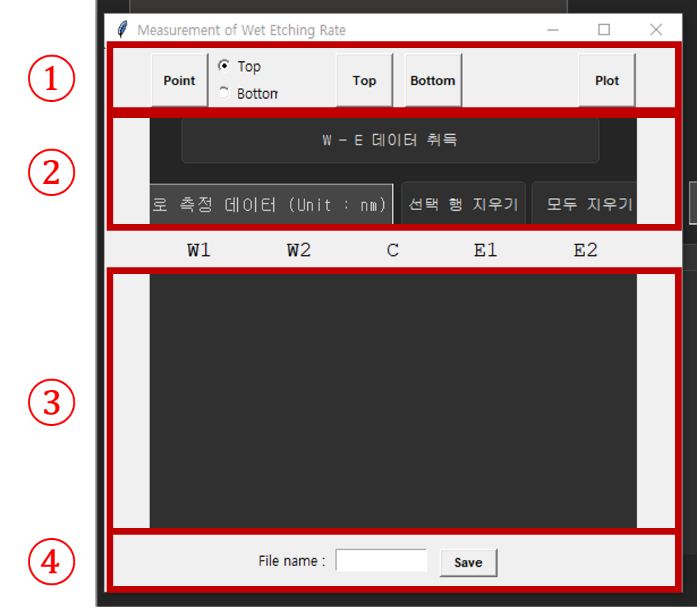 Measurement of Wet Etching Rate
① Point Top Top Bottom Plot
Bottom
② W - E 데이터 취득
로 측정 데이터 (Unit : nm) 선택 행 지우기 모두 지우기
W1 W2 C E1 E2
③
④ File name : Save